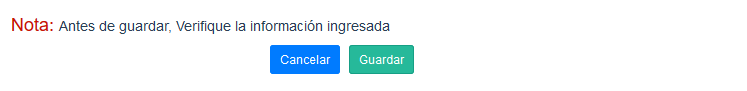 Nota: Antes de guardar, Verifique la información ingresada
Cancelar Guardar